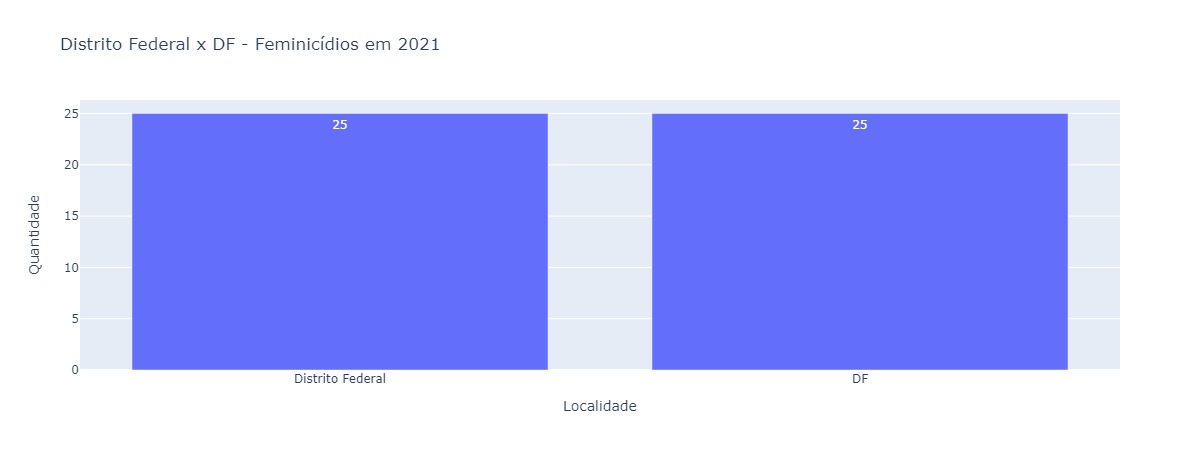 Distrito Federal x DF - Feminicídios em 2021
25
20
15
10
5
0
Quantidade
25
25
Distrito Federal
DF
Localidade